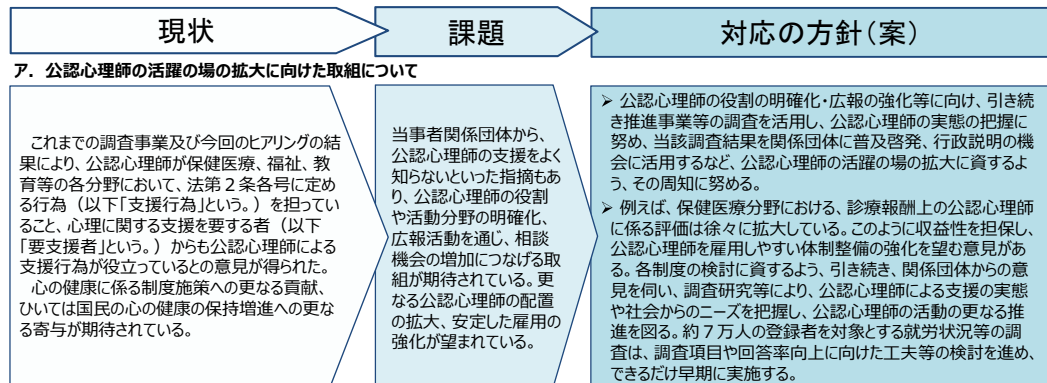 現状
課題
対応の方針（案）
ア．公認心理師の活躍の場の拡大に向けた取組について
これまでの調査事業及び今回のヒアリングの結
果により、公認心理師が保健医療、福祉、教
育等の各分野において、法第２条各号に定め
る行為（以下「支援行為」という。）を担ってい
ること、心理に関する支援を要する者（以下
「要支援者」という。）からも公認心理師による
支援行為が役立っているとの意見が得られた。
心の健康に係る制度施策への更なる貢献、
ひいては国民の心の健康の保持増進への更な
る寄与が期待されている。
当事者関係団体から、
公認心理師の支援をよく
知らないといった指摘もあ
り、公認心理師の役割
や活動分野の明確化、
広報活動を通じ、相談
機会の増加につなげる取
組が期待されている。更
なる公認心理師の配置
の拡大、安定した雇用の
強化が望まれている。
➢ 公認心理師の役割の明確化・広報の強化等に向け、引き続
き推進事業等の調査を活用し、公認心理師の実態の把握に
努め、当該調査結果を関係団体に普及啓発、行政説明の機
会に活用するなど、公認心理師の活躍の場の拡大に資するよ
う、その周知に努める。
➢ 例えば、保健医療分野における、診療報酬上の公認心理師
に係る評価は徐々に拡大している。このように収益性を担保し、
公認心理師を雇用しやすい体制整備の強化を望む意見があ
る。各制度の検討に資するよう、引き続き、関係団体からの意
見を伺い、調査研究等により、公認心理師による支援の実態
や社会からのニーズを把握し、公認心理師の活動の更なる推
進を図る。約７万人の登録者を対象とする就労状況等の調
査は、調査項目や回答率向上に向けた工夫等の検討を進め、
できるだけ早期に実施する。